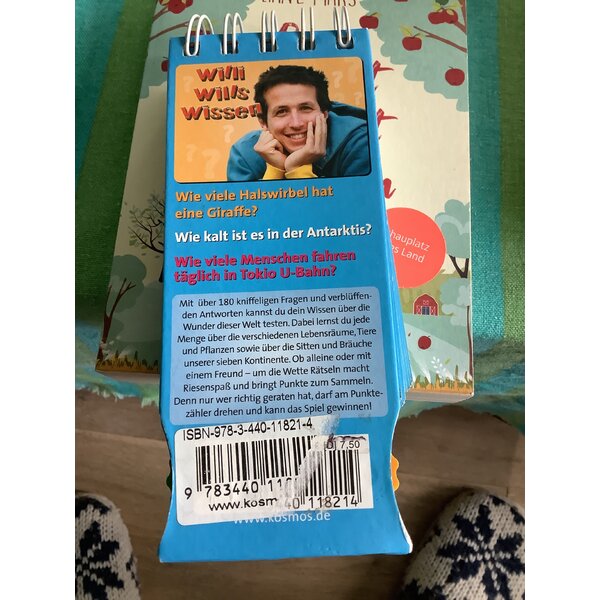 LIANE MARS
Willi
wills
wissen
Wie viele Halswirbel hat
eine Giraffe?
Wie kalt ist es in der Antarktis?
Wie viele Menschen fahren
täglich in Tokio U-Bahn?
Mit über 180 kniffeligen Fragen und verblüffen-
den Antworten kannst du dein Wissen über die
Wunder dieser Welt testen. Dabei lernst du jede
Menge über die verschiedenen Lebensräume, Tiere
und Pflanzen sowie über die Sitten und Bräuche
unserer sieben Kontinente. Ob alleine oder mit
einem Freund – um die Wette Rätseln macht
Riesenspaß und bringt Punkte zum Sammeln.
Denn nur wer richtig geraten hat, darf am Punkte-
zähler drehen und kann das Spiel gewinnen!
ISBN-978-3-440-11821-4
7,50
9 783440 118214
www.kosmos.de
Land